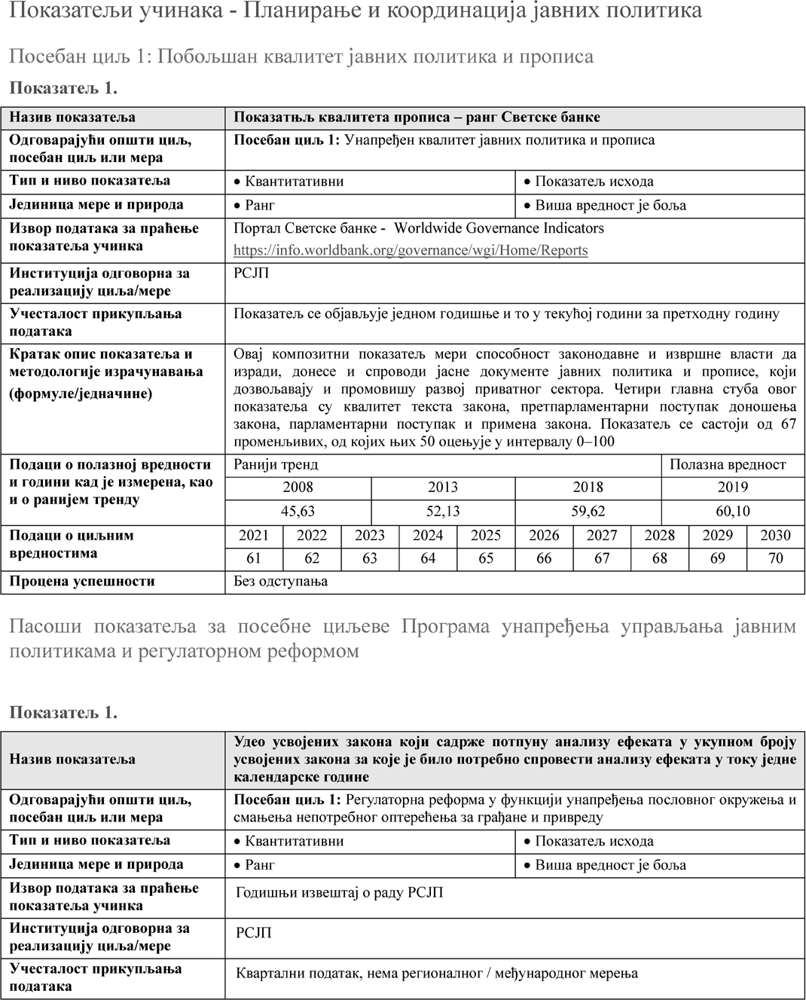 Показатељи учинака - Планирање и координација јавних политика
Посебан циљ 1: Побољшан квалитет јавних политика и прописа
Показатељ 1.
Назив показатеља
Показатњљ квалитета прописа – ранг Светске банке
Одговарајући општи циљ,
посебан циљ или мера
Посебан циљ 1: Унапређен квалитет јавних политика и прописа
Тип и ниво показатеља
• Квантитативни
• Показатељ исхода
Јединица мере и природа
• Ранг
• Виша вредност је боља
Извор података за праћење
показатеља учинка
Портал Светске банке - Worldwide Governance Indicators
https://info.worldbank.org/governance/wgi/Home/Reports
Институција одговорна за
реализацију циља/мере
РСЈП
Учесталост прикупљања
података
Показатељ се објављује једном годишње и то у текућој години за претходну годину
Кратак опис показатеља и
методологије израчунавања
(формуле/једначине)
Овај композитни показатељ мери способност законодавне и извршне власти да
изради, донесе и спроводи јасне документе јавних политика и прописе, који
дозвољавају и промовишу развој приватног сектора. Четири главна стуба овог
показатеља су квалитет текста закона, претпарламентарни поступак доношења
закона, парламентарни поступак и примена закона. Показатељ се састоји од 67
променљивих, од којих њих 50 оцењује у интервалу 0–100
Подаци о полазној вредности
и години кад је измерена, као
и о ранијем тренду
Ранији тренд
Полазна вредност
2008
2013
2018
2019
45,63
52,13
59,62
60,10
Подаци о циљним
вредностима
2021
2022
2023
2024
2025
2026
2027
2028
2029
2030
61
62
63
64
65
66
67
68
69
70
Процена успешности
Без одступања
Пасоши показатеља за посебне циљеве Програма унапређења управљања јавним
политикама и регулаторном реформом
Показатељ 1.
Назив показатеља
Удео усвојених закона који садрже потпуну анализу ефеката у укупном броју
усвојених закона за које је било потребно спровести анализу ефеката у току једне
календарске године
Одговарајући општи циљ,
посебан циљ или мера
Посебан циљ 1: Регулаторна реформа у функцији унапређења пословног окружења и
смањења непотребног оптерећења за грађане и привреду
Тип и ниво показатеља
• Квантитативни
• Показатељ исхода
Јединица мере и природа
• Ранг
• Виша вредност је боља
Извор података за праћење
показатеља учинка
Годишњи извештај о раду РСЈП
Институција одговорна за
реализацију циља/мере
РСЈП
Учесталост прикупљања
података
Квартални податак, нема регионалног / међународног мерења